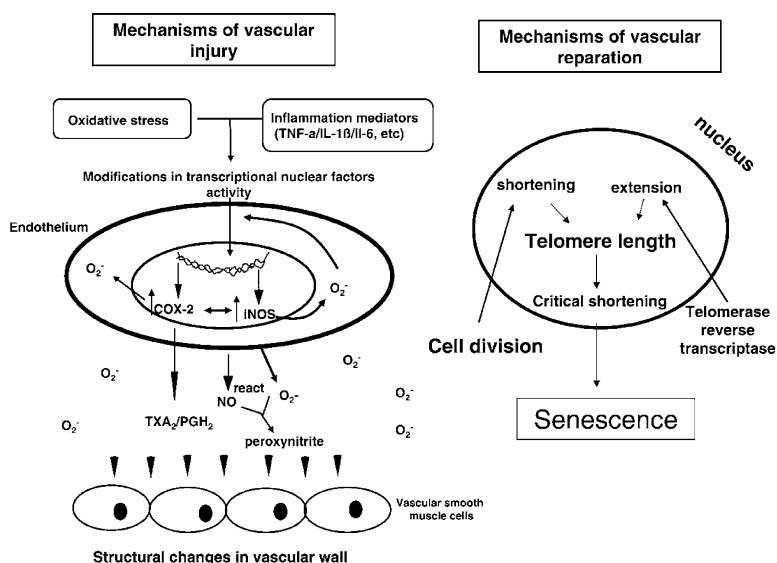 Mechanisms of vascular
injury
Oxidative stress
Inflammation mediators
(TNF-a/IL-1ß/Il-6, etc)
Modifications in transcriptional nuclear factors
activity
Endothelium
O2-
O2-
COX-2
iNOS
O2-
O2-
react
NO
O2-
O2-
O2-
O2-
TXA2/PGH2
peroxynitrite
Vascular smooth
muscle cells
Structural changes in vascular wall
Mechanisms of vascular
reparation
nucleus
shortening
extension
Telomere length
Critical shortening
Cell division
Telomerase
reverse
transcriptase
Senescence